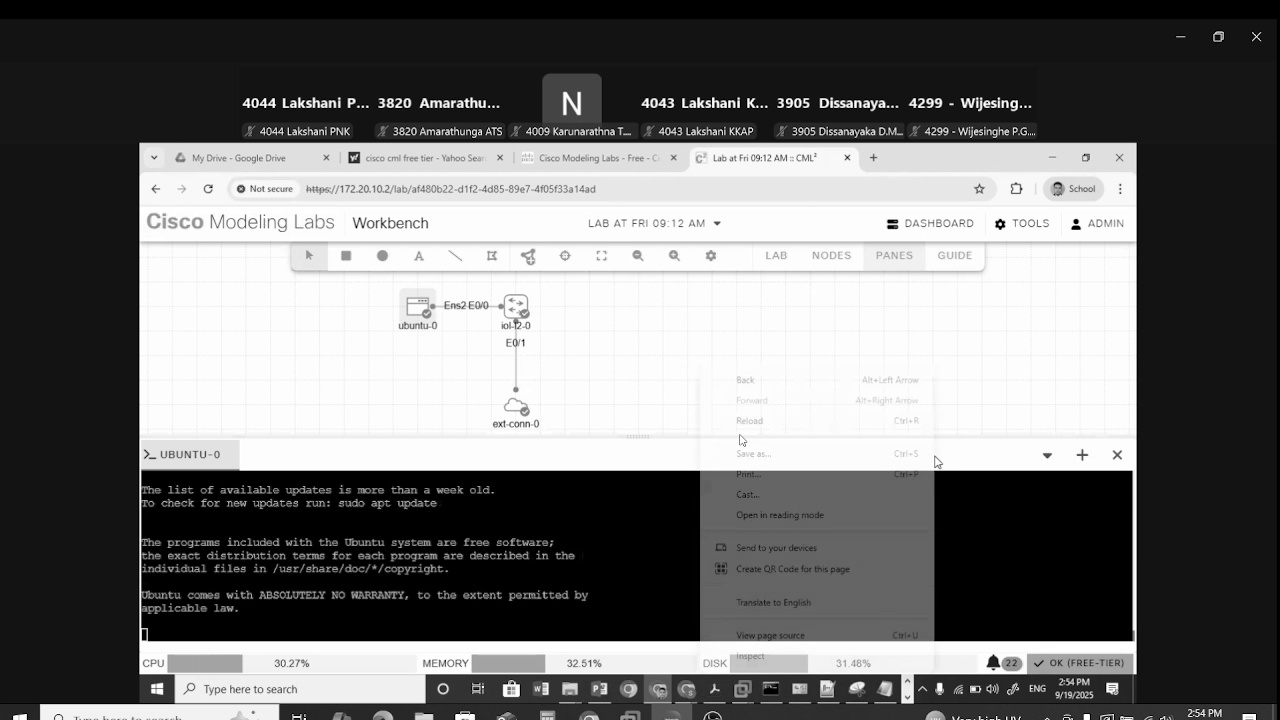 4044 Lakshani P...
3820 Amarathu...
N
4043 Lakshani K...
3905 Dissanaya...
4299 - Wijesing...
4044 Lakshani PNK
3820 Amarathunga ATS
4009 Karunarathna T...
4043 Lakshani KKAP
3905 Dissanayaka D.M...
4299 - Wijesinghe P.G....
My Drive - Google Drive
cisco cml free tier - Yahoo Sear
Cisco Modeling Labs - Free - C
Lab at Fri 09:12 AM :: CML²
Not secure
https://172.20.10.2/lab/af480b22-d1f2-4d85-89e7-4f05f33a14ad
School
Cisco Modeling Labs
Workbench
LAB AT FRI 09:12 AM
DASHBOARD
TOOLS
ADMIN
A
LAB
NODES
PANES
GUIDE
Ens2 E0/0
ubuntu-0
iol-l2-0
E0/1
ext-conn-0
Back Alt+Left Arrow
Forward Alt+Right Arrow
Reload Ctrl+R
Save as... Ctrl+S
Print... Ctrl+P
Cast...
Open in reading mode
Send to your devices
Create QR Code for this page
Translate to English
View page source Ctrl+U
Inspect
UBUNTU-0
The list of available updates is more than a week old.
To check for new updates run: sudo apt update
The programs included with the Ubuntu system are free software;
the exact distribution terms for each program are described in the
individual files in /usr/share/doc/*/copyright.
Ubuntu comes with ABSOLUTELY NO WARRANTY, to the extent permitted by
applicable law.
CPU 30.27%
MEMORY 32.51%
DISK 31.48%
22
OK (FREE-TIER)
Type here to search
ENG
2:54 PM
9/19/2025
Type here to search
2:54 PM